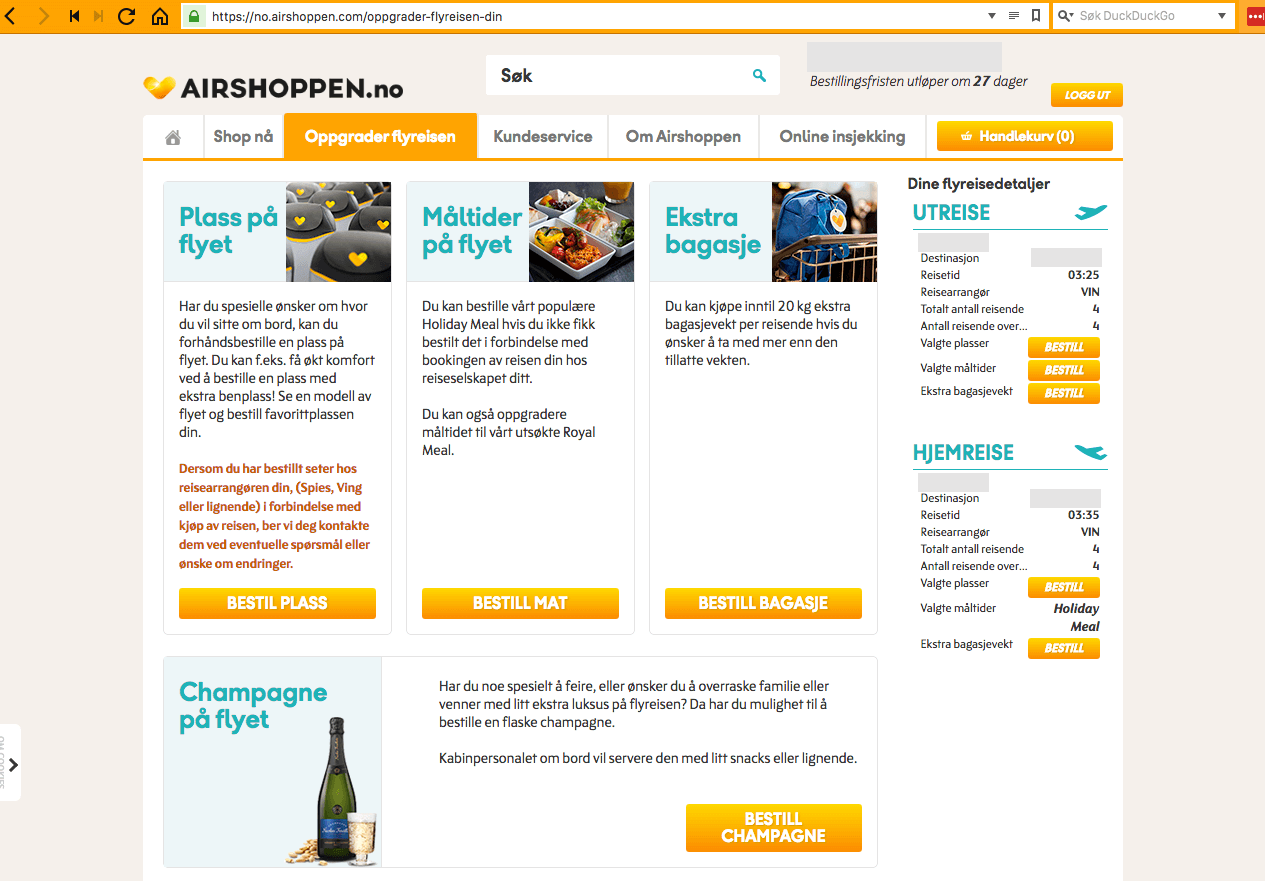 https://no.airshoppen.com/oppgrader-flyreisen-din
Søk DuckDuckGo
AIRSHOPPEN.no
Søk
Bestillingsfristen utløper om 27 dager
LOGG UT
Shop nå
Oppgrader flyreisen
Kundeservice
Om Airshoppen
Online insjekking
Handlekurv (0)
Plass på
flyet
Har du spesielle ønsker om hvor
du vil sitte om bord, kan du
forhåndsbestille en plass på
flyet. Du kan f.eks. få økt komfort
ved å bestille en plass med
ekstra benplass! Se en modell av
flyet og bestill favorittplassen
din.
Dersom du har bestillt seter hos
reisearrangøren din, (Spies, Ving
eller lignende) i forbindelse med
kjøp av reisen, ber vi deg kontakte
dem ved eventuelle spørsmål eller
ønske om endringer.
BESTIL PLASS
Måltider
på flyet
Du kan bestille vårt populære
Holiday Meal hvis du ikke fikk
bestilt det i forbindelse med
bookingen av reisen din hos
reiseselskapet ditt.
Du kan også oppgradere
måltidet til vårt utsøkte Royal
Meal.
BESTILL MAT
Ekstra
bagasje
Du kan kjøpe inntil 20 kg ekstra
bagasjevekt per reisende hvis du
ønsker å ta med mer enn den
tillatte vekten.
BESTILL BAGASJE
Champagne
på flyet
Har du noe spesielt å feire, eller ønsker du å overraske familie eller
venner med litt ekstra luksus på flyreisen? Da har du mulighet til å
bestille en flaske champagne.
Kabinpersonalet om bord vil servere den med litt snacks eller lignende.
BESTILL
CHAMPAGNE
Dine flyreisedetaljer
UTREISE
Destinasjon
Reisetid 03:25
Reisearrangør VIN
Totalt antall reisende 4
Antall reisende over... 4
Valgte plasser BESTILL
Valgte måltider BESTILL
Ekstra bagasjevekt BESTILL
HJEMREISE
Destinasjon
Reisetid 03:35
Reisearrangør VIN
Totalt antall reisende 4
Antall reisende over... 4
Valgte plasser BESTILL
Valgte måltider Holiday
Meal
Ekstra bagasjevekt BESTILL